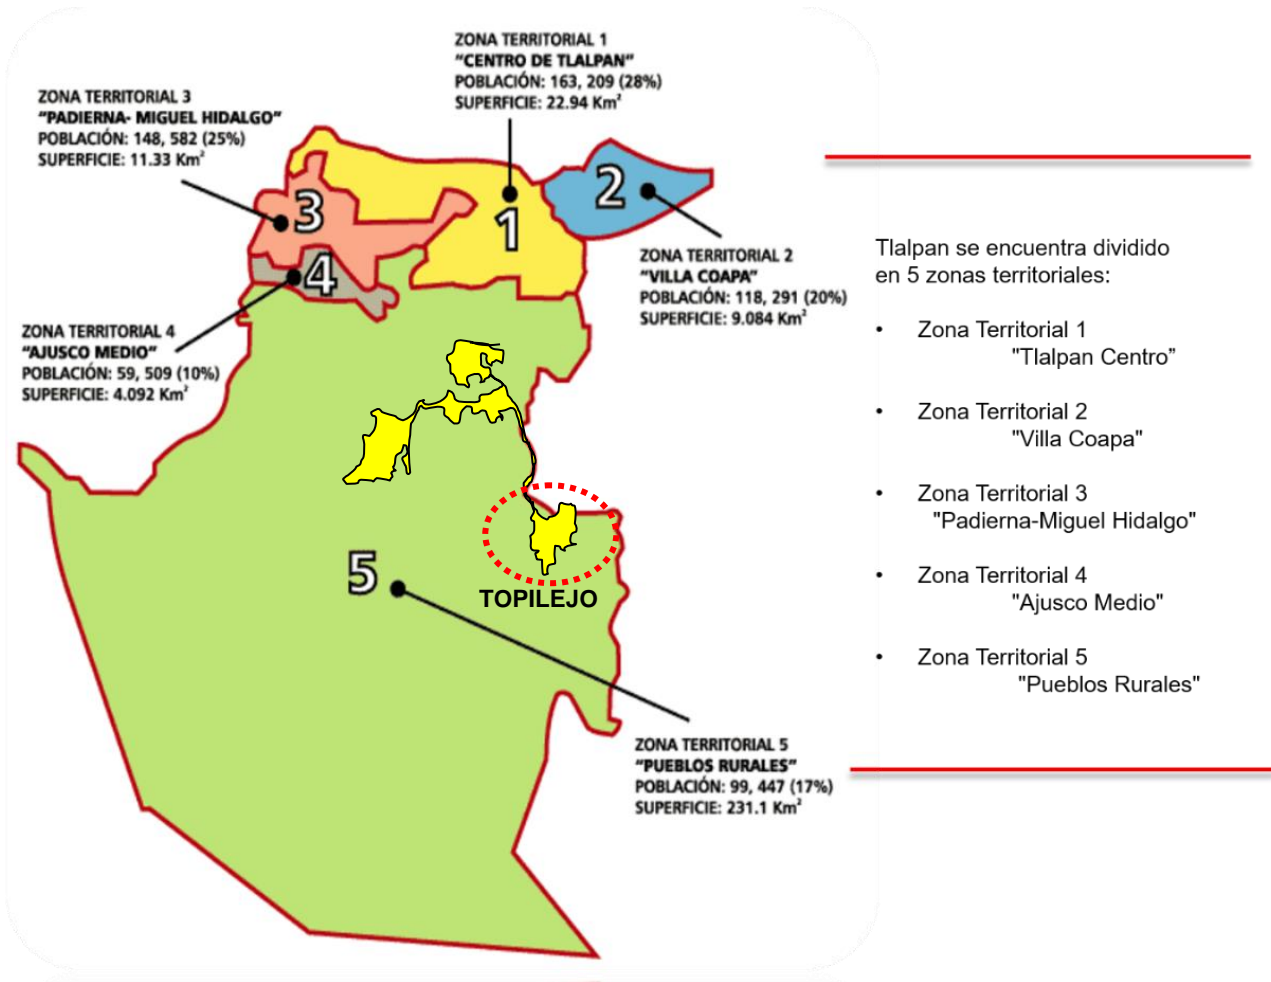 ZONA TERRITORIAL 1
“CENTRO DE TLALPAN”
POBLACIÓN: 163, 209 (28%)
SUPERFICIE: 22.94 Km²
ZONA TERRITORIAL 3
“PADIERNA- MIGUEL HIDALGO”
POBLACIÓN: 148, 582 (25%)
SUPERFICIE: 11.33 Km²
3
4
1
2
ZONA TERRITORIAL 2
“VILLA COAPA”
POBLACIÓN: 118, 291 (20%)
SUPERFICIE: 9.084 Km²
ZONA TERRITORIAL 4
“AJUSCO MEDIO”
POBLACIÓN: 59, 509 (10%)
SUPERFICIE: 4.092 Km²
5
TOPILEJO
ZONA TERRITORIAL 5
“PUEBLOS RURALES”
POBLACIÓN: 99, 447 (17%)
SUPERFICIE: 231.1 Km²
Tlalpan se encuentra dividido
en 5 zonas territoriales:
• Zona Territorial 1
"Tlalpan Centro”
• Zona Territorial 2
"Villa Coapa"
• Zona Territorial 3
"Padierna-Miguel Hidalgo"
• Zona Territorial 4
"Ajusco Medio"
• Zona Territorial 5
"Pueblos Rurales"